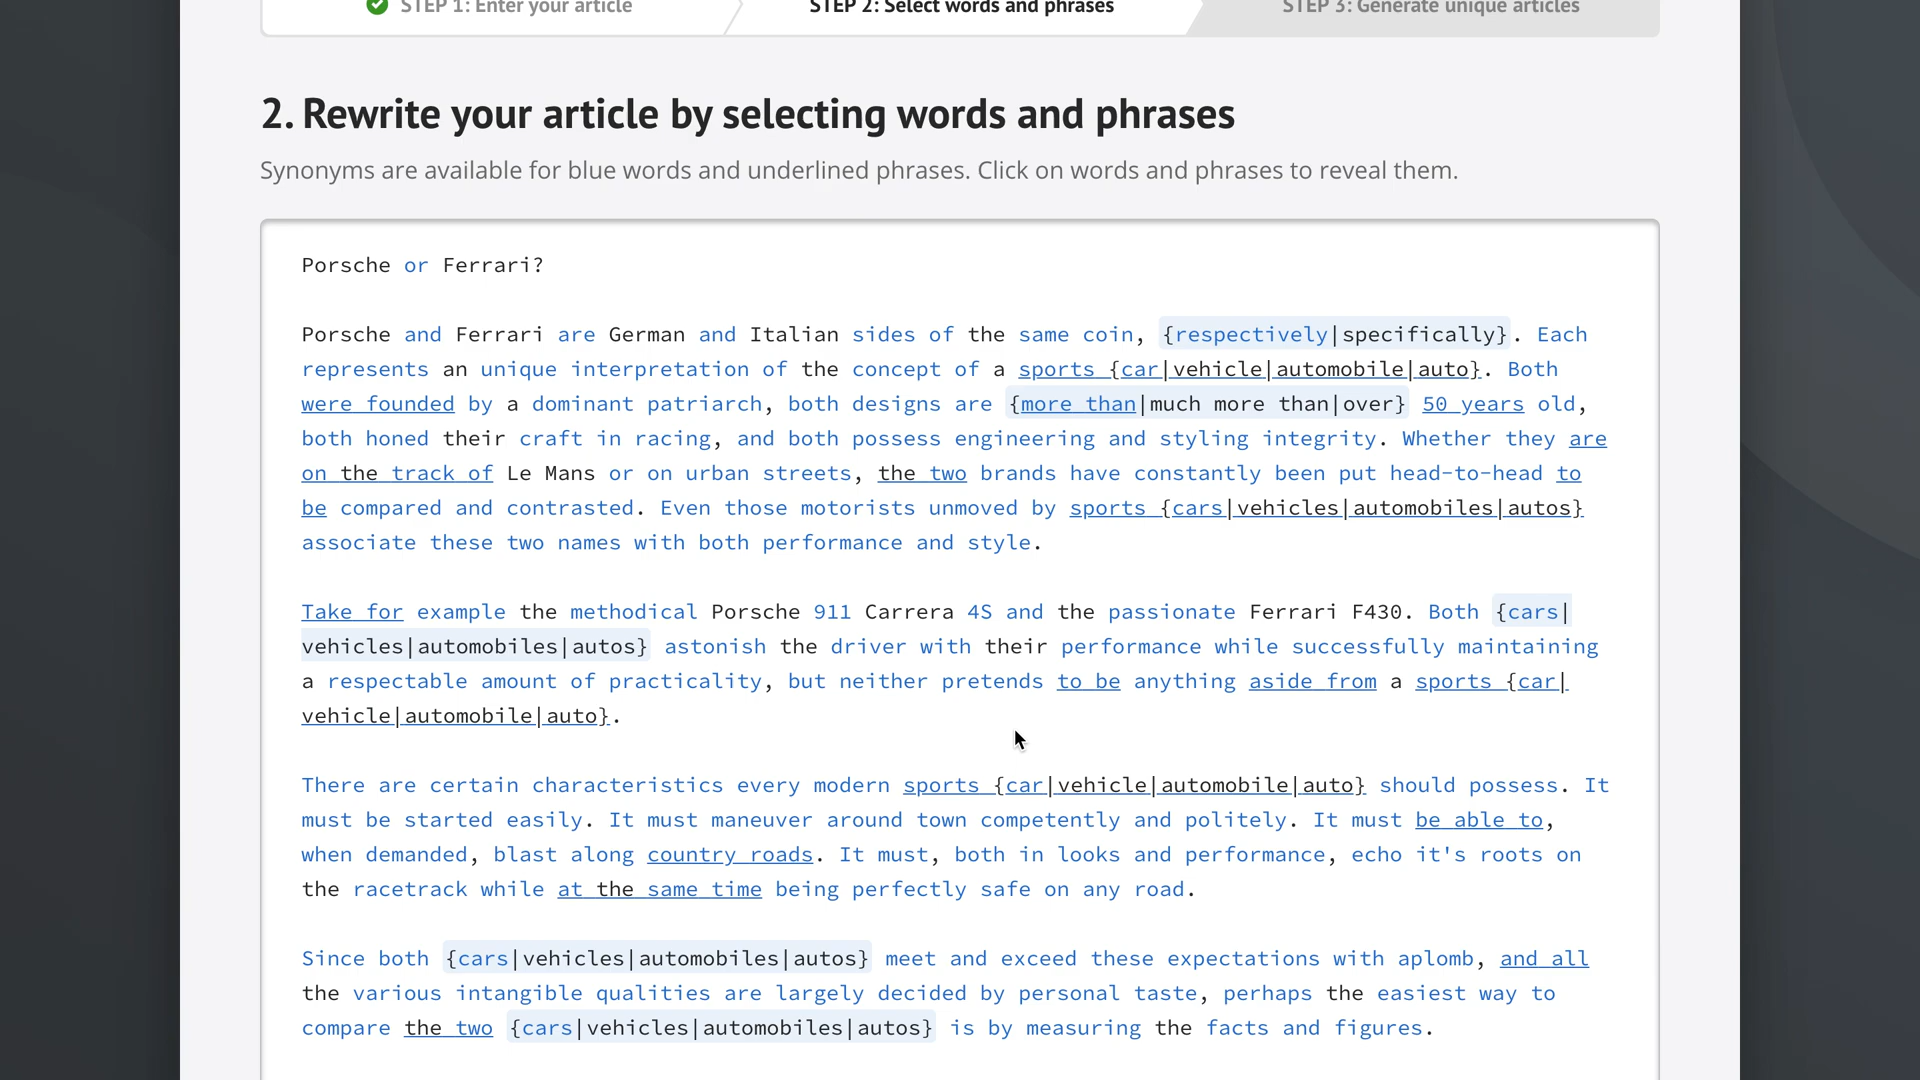 STEP 1: Enter your article
STEP 2: Select words and phrases
STEP 3: Generate unique articles
2. Rewrite your article by selecting words and phrases
Synonyms are available for blue words and underlined phrases. Click on words and phrases to reveal them.
Porsche or Ferrari?
Porsche and Ferrari are German and Italian sides of the same coin, {respectively|specifically}. Each
represents an unique interpretation of the concept of a sports {car|vehicle|automobile|auto}. Both
were founded by a dominant patriarch, both designs are {more than|much more than|over} 50 years old,
both honed their craft in racing, and both possess engineering and styling integrity. Whether they are
on the track of Le Mans or on urban streets, the two brands have constantly been put head-to-head to
be compared and contrasted. Even those motorists unmoved by sports {cars|vehicles|automobiles|autos}
associate these two names with both performance and style.
Take for example the methodical Porsche 911 Carrera 4S and the passionate Ferrari F430. Both {cars|
vehicles|automobiles|autos} astonish the driver with their performance while successfully maintaining
a respectable amount of practicality, but neither pretends to be anything aside from a sports {car|
vehicle|automobile|auto}.
There are certain characteristics every modern sports {car|vehicle|automobile|auto} should possess. It
must be started easily. It must maneuver around town competently and politely. It must be able to,
when demanded, blast along country roads. It must, both in looks and performance, echo it's roots on
the racetrack while at the same time being perfectly safe on any road.
Since both {cars|vehicles|automobiles|autos} meet and exceed these expectations with aplomb, and all
the various intangible qualities are largely decided by personal taste, perhaps the easiest way to
compare the two {cars|vehicles|automobiles|autos} is by measuring the facts and figures.